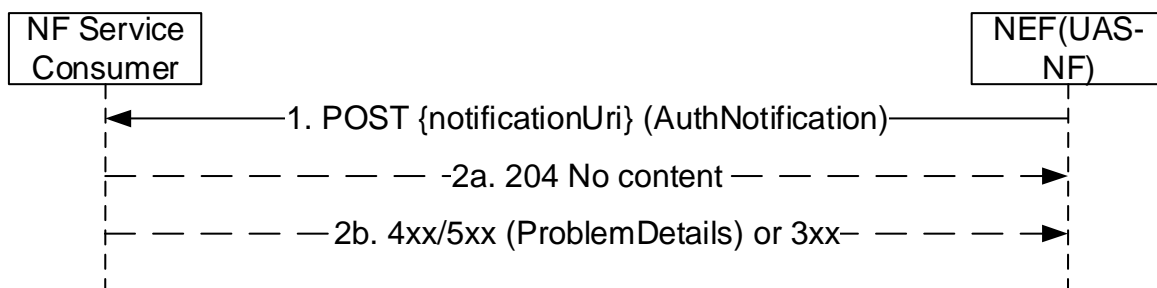 NF Service
Consumer
NEF(UAS-
NF)
1. POST {notificationUri} (AuthNotification)
2a. 204 No content
2b. 4xx/5xx (ProblemDetails) or 3xx